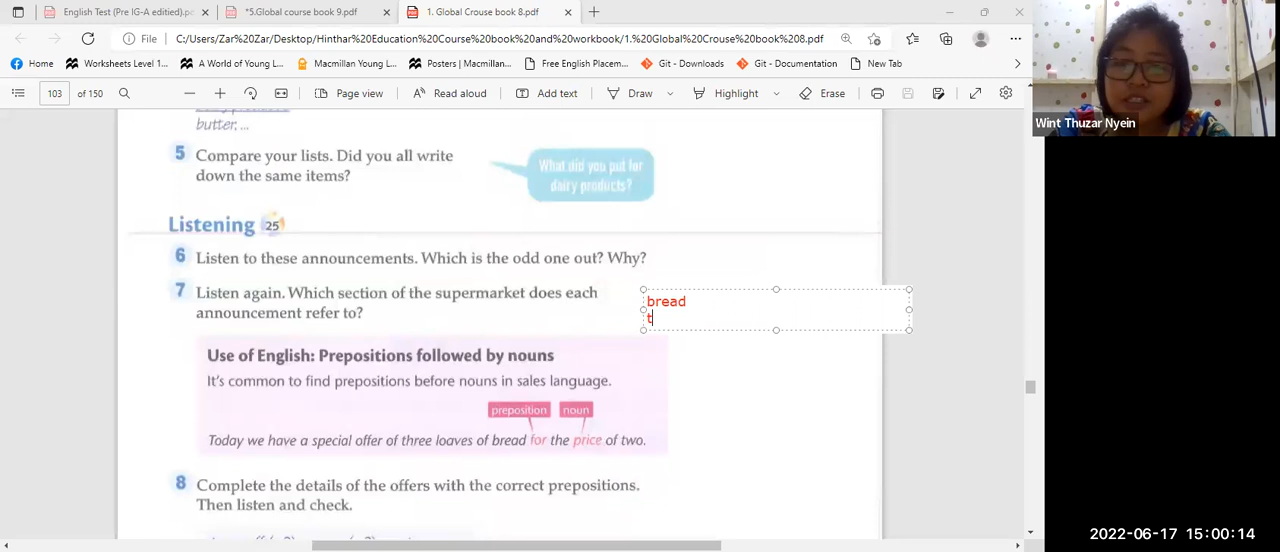 English Test (Pre IG-A editied).pd
*5.Global course book 9.pdf
1. Global Crouse book 8.pdf
File
C:/Users/Zar%20Zar/Desktop/Hinthar%20Education%20Course%20book%20and%20workbook/1.%20Global%20Crouse%20book%208.pdf
Home
Worksheets Level 1...
A World of Young L...
Macmillan Young L...
Posters | Macmillan...
Free English Placem...
Git - Downloads
Git - Documentation
New Tab
103 of 150
Page view
Read aloud
Add text
Draw
Highlight
Erase
Wint Thuzar Nyein
butter, ...
5 Compare your lists. Did you all write
down the same items?
What did you put for
dairy products?
Listening 25
6 Listen to these announcements. Which is the odd one out? Why?
7 Listen again. Which section of the supermarket does each
announcement refer to?
bread
t
Use of English: Prepositions followed by nouns
It's common to find prepositions before nouns in sales language.
preposition noun
Today we have a special offer of three loaves of bread for the price of two.
8 Complete the details of the offers with the correct prepositions.
Then listen and check.
2022-06-17 15:00:14